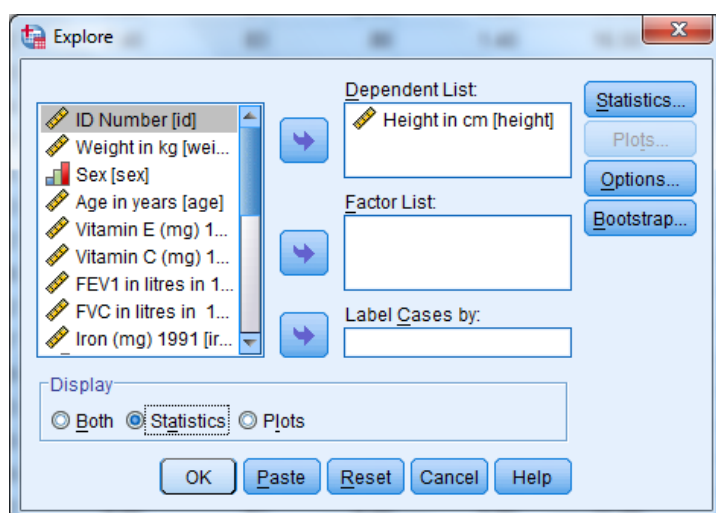 Explore
ID Number [id]
Weight in kg [wei...
Sex [sex]
Age in years [age]
Vitamin E (mg) 1...
Vitamin C (mg) 1...
FEV1 in litres in 1...
FVC in litres in 1...
Iron (mg) 1991 [ir...
Dependent List:
Height in cm [height]
Factor List:
Label Cases by:
Statistics...
Plots...
Options...
Bootstrap...
Display
Both Statistics Plots
OK Paste Reset Cancel Help